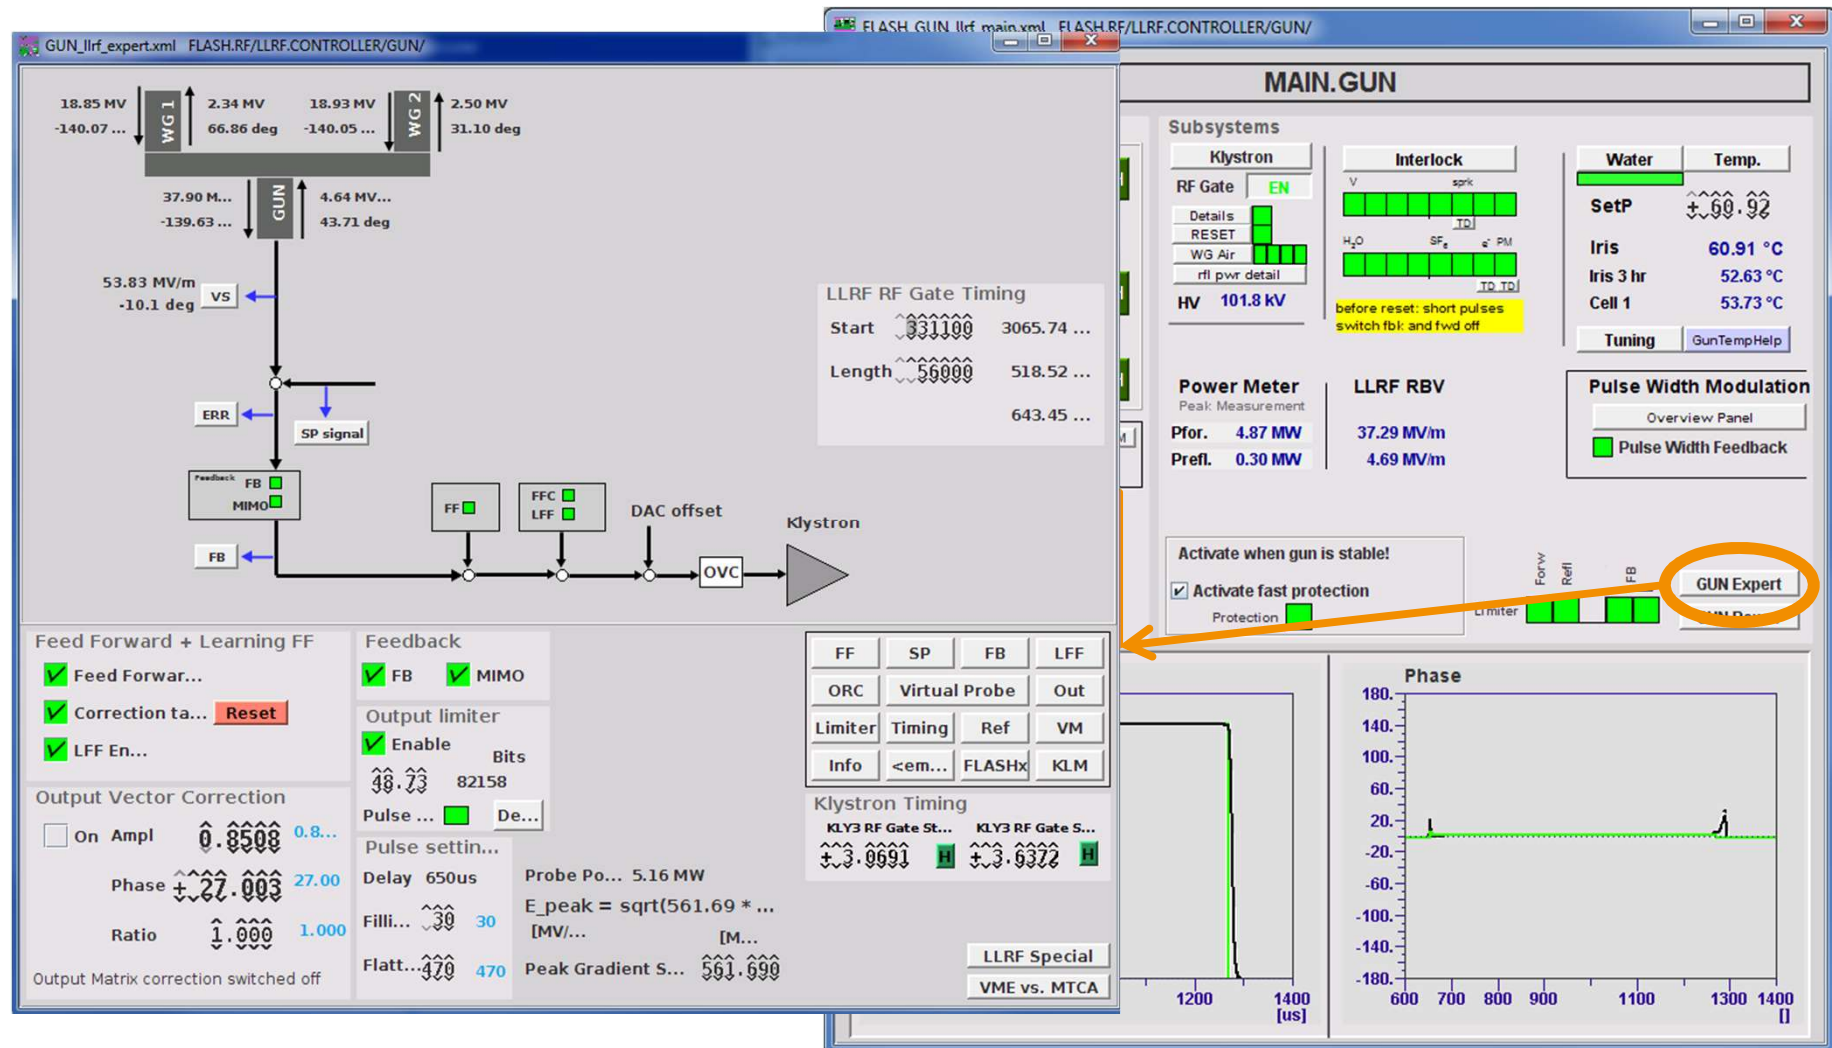 GUN_llrf_expert.xml FLASH.RF/LLRF.CONTROLLER/GUN/
18.85 MV
-140.07 ...
WG 1
2.34 MV
66.86 deg
18.93 MV
-140.05 ...
WG 2
2.50 MV
31.10 deg
37.90 M...
-139.63 ...
GUN
4.64 MV...
43.71 deg
53.83 MV/m
-10.1 deg
VS
ERR
SP signal
Feedback
FB
MIMO
FB
FF
FFC
LFF
DAC offset
OVC
Klystron
LLRF RF Gate Timing
Start 331100 3065.74 ...
Length 56000 518.52 ...
643.45 ...
Feed Forward + Learning FF
Feed Forwar...
Correction ta... Reset
LFF En...
Output Vector Correction
On Ampl 0.8508 0.8...
Phase +27.003 27.00
Ratio 1.000 1.000
Output Matrix correction switched off
Feedback
FB MIMO
Output limiter
Enable
Bits
48.73 82158
Pulse ... De...
Pulse settin...
Delay 650us
Filli... 30 30
Flatt... 470 470
Probe Po... 5.16 MW
E_peak = sqrt(561.69 * ...
[MV/... [M...
Peak Gradient S... 561.690
FF SP FB LFF
ORC Virtual Probe Out
Limiter Timing Ref VM
Info <em... FLASHx KLM
Klystron Timing
KLY3 RF Gate St... KLY3 RF Gate S...
+3.0691 H +3.6372 H
LLRF Special
VME vs. MTCA
FLASH_GUN_llrf_main.xml FLASH.RF/LLRF.CONTROLLER/GUN/
MAIN.GUN
Subsystems
Klystron
RF Gate EN
Details
RESET
WG Air
rfl pwr detail
HV 101.8 kV
Interlock
V sprk
TD
H2O SF6 e- PM
TD TD
before reset: short pulses
switch fbk and fwd off
Water Temp.
SetP +60.92
Iris 60.91 °C
Iris 3 hr 52.63 °C
Cell 1 53.73 °C
Tuning GunTempHelp
Power Meter
Peak Measurement
Pfor. 4.87 MW
Prefl. 0.30 MW
LLRF RBV
37.29 MV/m
4.69 MV/m
Pulse Width Modulation
Overview Panel
Pulse Width Feedback
Activate when gun is stable!
Activate fast protection
Protection
Forw
Refl
FB
Limiter
GUN Expert
1200 1400
[us]
Phase
180.
140.
100.
60.
20.
-20.
-60.
-100.
-140.
-180.
600 700 800 900 1100 1300 1400
[]